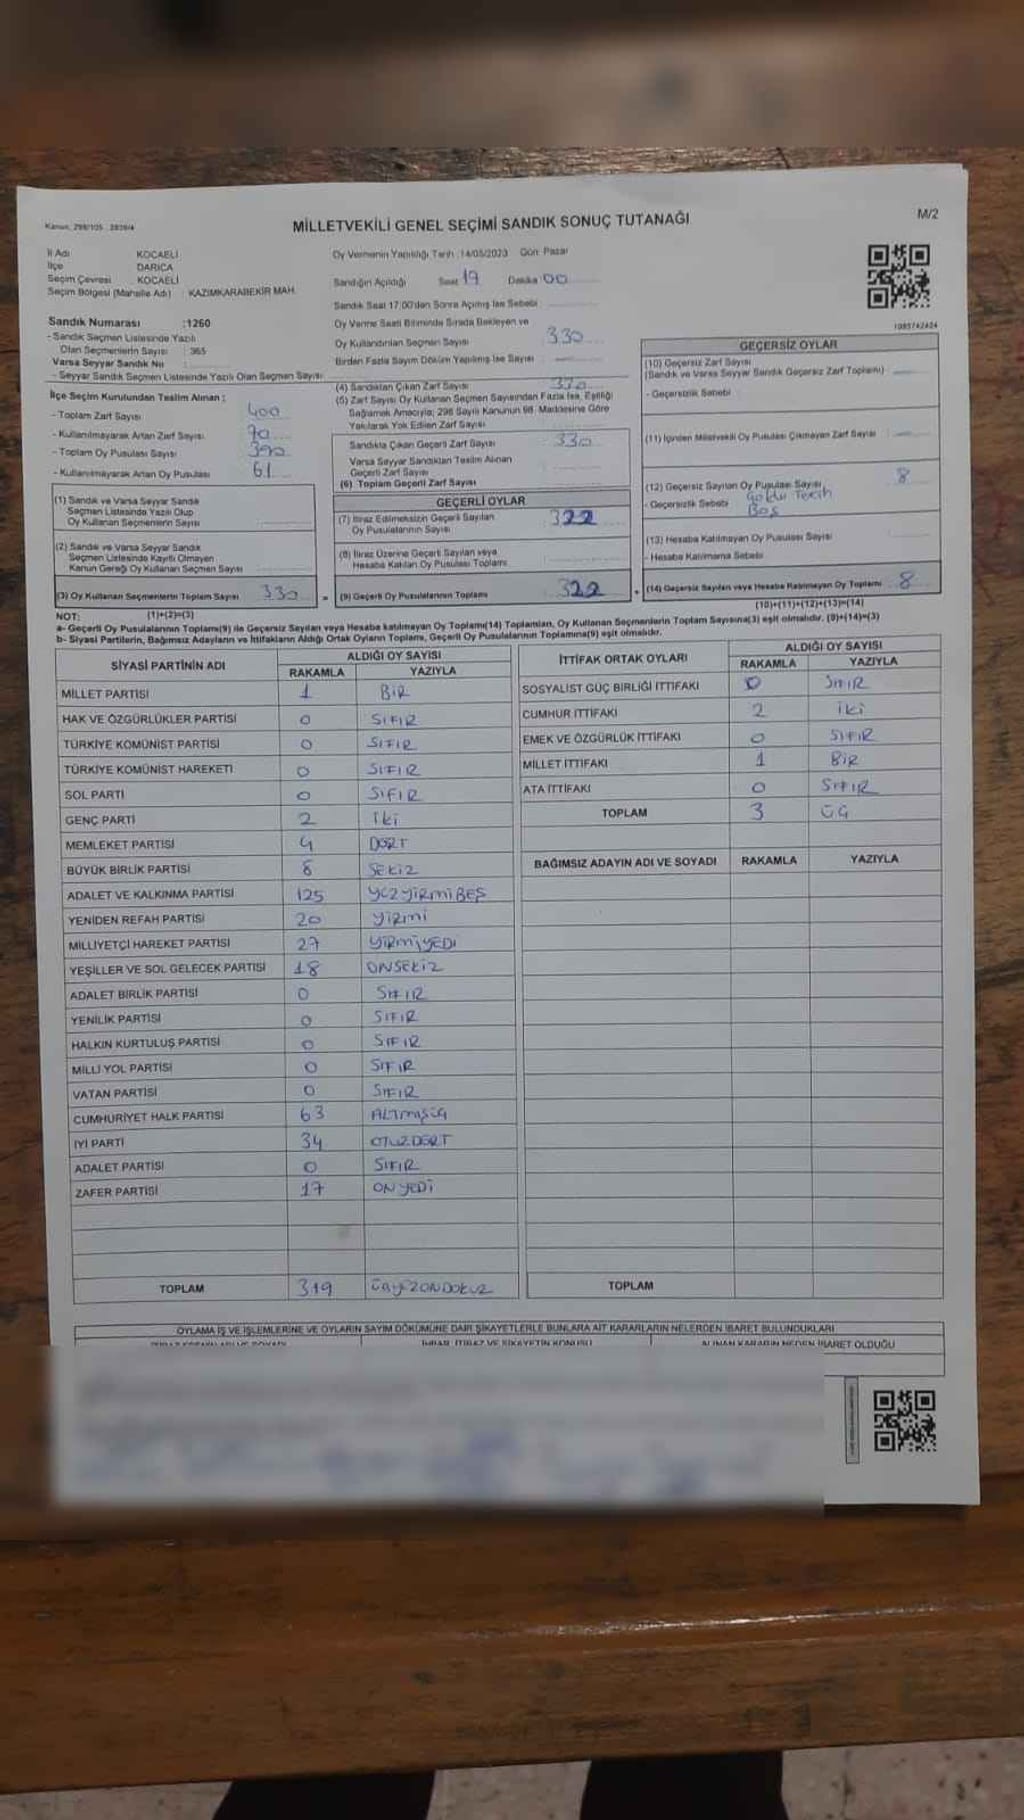 Kanun: 298/105 - 2839/4
MİLLETVEKİLİ GENEL SEÇİMİ SANDIK SONUÇ TUTANAĞI
M/2
İl Adı KOCAELİ
İlçe DARICA
Seçim Çevresi KOCAELİ
Seçim Bölgesi (Mahalle Adı) : KAZIMKARABEKİR MAH.
Oy Vermenin Yapıldığı Tarih :14/05/2023 Gün: Pazar
Sandığın Açıldığı Saat 19 Dakika 00
Sandık Saat 17:00'den Sonra Açılmış İse Sebebi
Sandık Numarası :1260
- Sandık Seçmen Listesinde Yazılı
Olan Seçmenlerin Sayısı : 365
Varsa Seyyar Sandık No :
- Seyyar Sandık Seçmen Listesinde Yazılı Olan Seçmen Sayısı:
Oy Verme Saati Bitiminde Sırada Bekleyen ve
Oy Kullandırılan Seçmen Sayısı 330
Birden Fazla Sayım Döküm Yapılmış İse Sayısı
İlçe Seçim Kurulundan Teslim Alınan :
- Toplam Zarf Sayısı 400
- Kullanılmayarak Artan Zarf Sayısı 70
- Toplam Oy Pusulası Sayısı 390
- Kullanılmayarak Artan Oy Pusulası 61
(4) Sandıktan Çıkan Zarf Sayısı 330
(5) Zarf Sayısı Oy Kullanan Seçmen Sayısından Fazla İse, Eşitliği
Sağlamak Amacıyla; 298 Sayılı Kanunun 98. Maddesine Göre
Yakılarak Yok Edilen Zarf Sayısı
Sandıkta Çıkan Geçerli Zarf Sayısı 330
Varsa Seyyar Sandıktan Teslim Alınan
Geçerli Zarf Sayısı
(6) Toplam Geçerli Zarf Sayısı
1085742424
GEÇERSİZ OYLAR
(10) Geçersiz Zarf Sayısı
(Sandık ve Varsa Seyyar Sandık Geçersiz Zarf Toplamı)
- Geçersizlik Sebebi
(11) İçinden Milletvekili Oy Pusulası Çıkmayan Zarf Sayısı
(12) Geçersiz Sayılan Oy Pusulası Sayısı 8
- Geçersizlik Sebebi
Boş
(13) Hesaba Katılmayan Oy Pusulası Sayısı
- Hesaba Katılmama Sebebi
(14) Geçersiz Sayılan veya Hesaba Katılmayan Oy Toplamı 8
(10)+(11)+(12)+(13)=(14)
(1) Sandık ve Varsa Seyyar Sandık
Seçmen Listesinde Yazılı Olup
Oy Kullanan Seçmenlerin Sayısı
(2) Sandık ve Varsa Seyyar Sandık
Seçmen Listesinde Kayıtlı Olmayan
Kanun Gereği Oy Kullanan Seçmen Sayısı
(3) Oy Kullanan Seçmenlerin Toplam Sayısı 330 =
(1)+(2)=(3)
GEÇERLİ OYLAR
(7) İtiraz Edilmeksizin Geçerli Sayılan
Oy Pusulalarının Sayısı 322
(8) İtiraz Üzerine Geçerli Sayılan veya
Hesaba Katılan Oy Pusulası Toplamı
(9) Geçerli Oy Pusulalarının Toplamı 322 +
NOT:
a- Geçerli Oy Pusulalarının Toplamı(9) ile Geçersiz Sayılan veya Hesaba Katılmayan Oy Toplamı(14) Toplamları, Oy Kullanan Seçmenlerin Toplam Sayısına(3) eşit olmalıdır. (9)+(14)=(3)
b- Siyasi Partilerin, Bağımsız Adayların ve İttifakların Aldığı Ortak Oyların Toplamı, Geçerli Oy Pusulalarının Toplamına(9) eşit olmalıdır.
SİYASİ PARTİNİN ADI ALDIĞI OY SAYISI
RAKAMLA YAZIYLA
MİLLET PARTİSİ 1 BİR
HAK VE ÖZGÜRLÜKLER PARTİSİ 0 SIFIR
TÜRKİYE KOMÜNİST PARTİSİ 0 SIFIR
TÜRKİYE KOMÜNİST HAREKETİ 0 SIFIR
SOL PARTİ 0 SIFIR
GENÇ PARTİ 2 İki
MEMLEKET PARTİSİ 4 DÖRT
BÜYÜK BİRLİK PARTİSİ 8 SEKİZ
ADALET VE KALKINMA PARTİSİ 125 YÜZYİRMİBEŞ
YENİDEN REFAH PARTİSİ 20 YİRMİ
MİLLİYETÇİ HAREKET PARTİSİ 27 YİRMİYEDİ
YEŞİLLER VE SOL GELECEK PARTİSİ 18 ONSEKİZ
ADALET BİRLİK PARTİSİ 0 SIFIR
YENİLİK PARTİSİ 0 SIFIR
HALKIN KURTULUŞ PARTİSİ 0 SIFIR
MİLLİ YOL PARTİSİ 0 SIFIR
VATAN PARTİSİ 0 SIFIR
CUMHURİYET HALK PARTİSİ 63 ALTMIŞÜÇ
İYİ PARTİ 34 OTUZDÖRT
ADALET PARTİSİ 0 SIFIR
ZAFER PARTİSİ 17 ONYEDİ
TOPLAM 319 ÜÇYÜZONDOKUZ
İTTİFAK ORTAK OYLARI ALDIĞI OY SAYISI
RAKAMLA YAZIYLA
SOSYALİST GÜÇ BİRLİĞİ İTTİFAKI 0 SIFIR
CUMHUR İTTİFAKI 2 iki
EMEK VE ÖZGÜRLÜK İTTİFAKI 0 SIFIR
MİLLET İTTİFAKI 1 BİR
ATA İTTİFAKI 0 SIFIR
TOPLAM 3 ÜÇ
BAĞIMSIZ ADAYIN ADI VE SOYADI RAKAMLA YAZIYLA
TOPLAM
OYLAMA İŞ VE İŞLEMLERİNE VE OYLARIN SAYIM DÖKÜMÜNE DAİR ŞİKAYETLERLE BUNLARA AİT KARARLARIN NELERDEN İBARET BULUNDUKLARI
İHBAR, İTİRAZ VE ŞİKAYETİN KONUSU ALINAN KARARIN NEDEN İBARET OLDUĞU